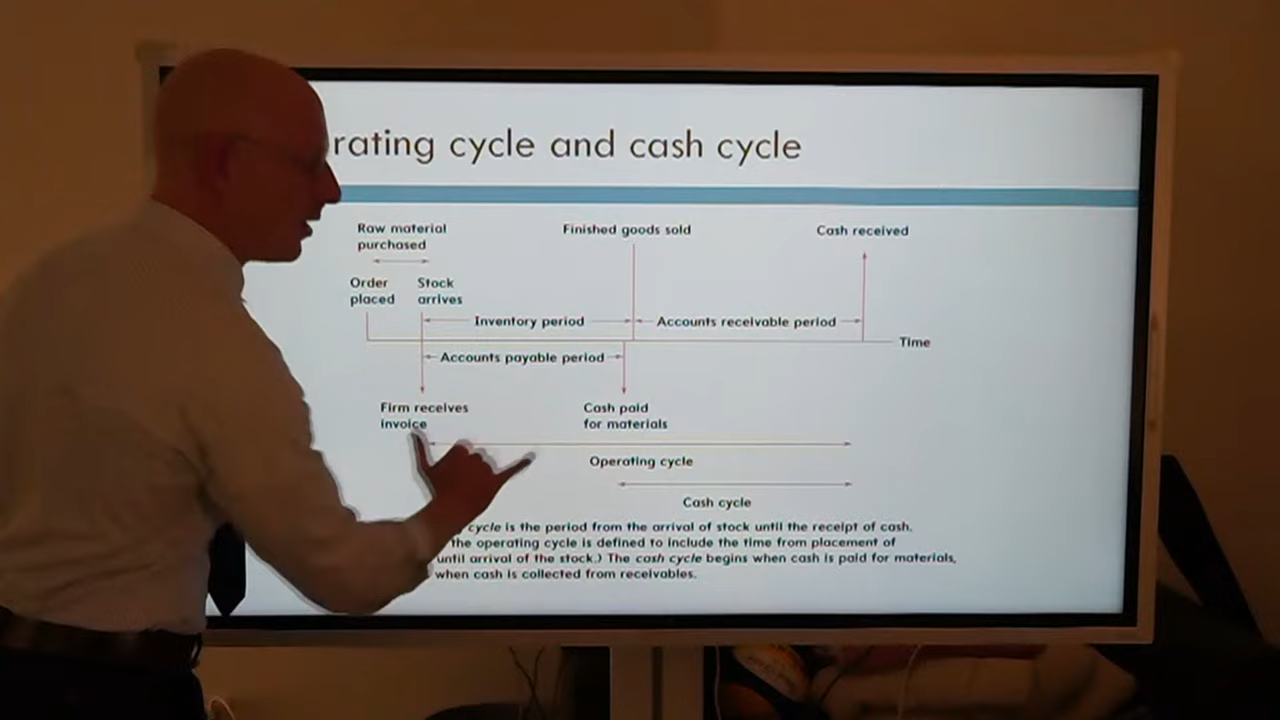 rating cycle and cash cycle
Raw material
purchased
Finished goods sold
Cash received
Order
placed
Stock
arrives
Inventory period
Accounts receivable period
Time
Accounts payable period
Firm receives
invoice
Cash paid
for materials
Operating cycle
Cash cycle
cycle is the period from the arrival of stock until the receipt of cash.
the operating cycle is defined to include the time from placement of
until arrival of the stock.) The cash cycle begins when cash is paid for materials,
when cash is collected from receivables.